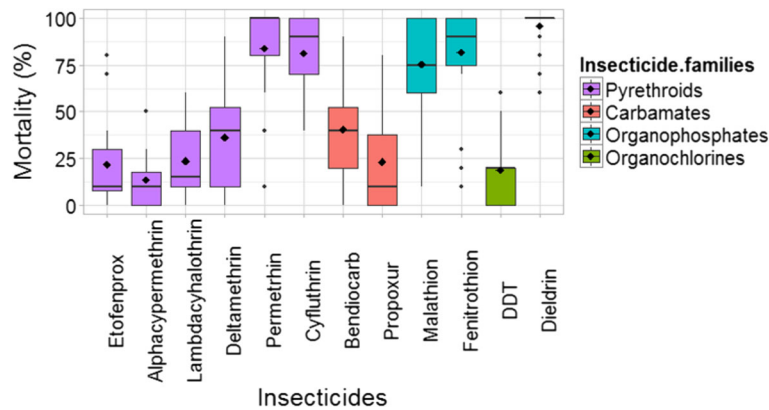 Mortality (%)
100
75
50
25
0
Etofenprox
Alphacypermethrin
Lambdacyhalothrin
Deltamethrin
Permetrhin
Cyfluthrin
Bendiocarb
Propoxur
Malathion
Fenitrothion
DDT
Dieldrin
Insecticides
Insecticide.families
Pyrethroids
Carbamates
Organophosphates
Organochlorines